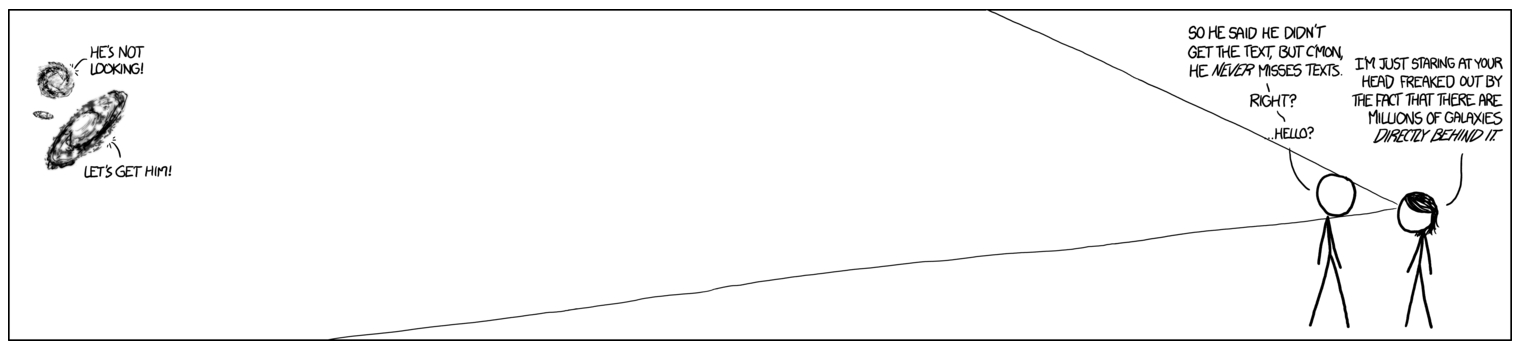 HE'S NOT
LOOKING!
LET'S GET HIM!
SO HE SAID HE DIDN'T
GET THE TEXT, BUT C'MON,
HE NEVER MISSES TEXTS.
RIGHT?
...HELLO?
I'M JUST STARING AT YOUR
HEAD FREAKED OUT BY
THE FACT THAT THERE ARE
MILLIONS OF GALAXIES
DIRECTLY BEHIND IT.